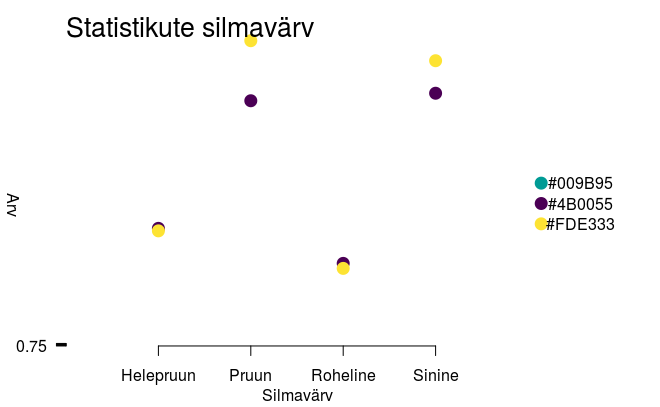 Statistikute silmavärv
Arv
#009B95
#4B0055
#FDE333
0.75
Helepruun Pruun Roheline Sinine
Silmavärv